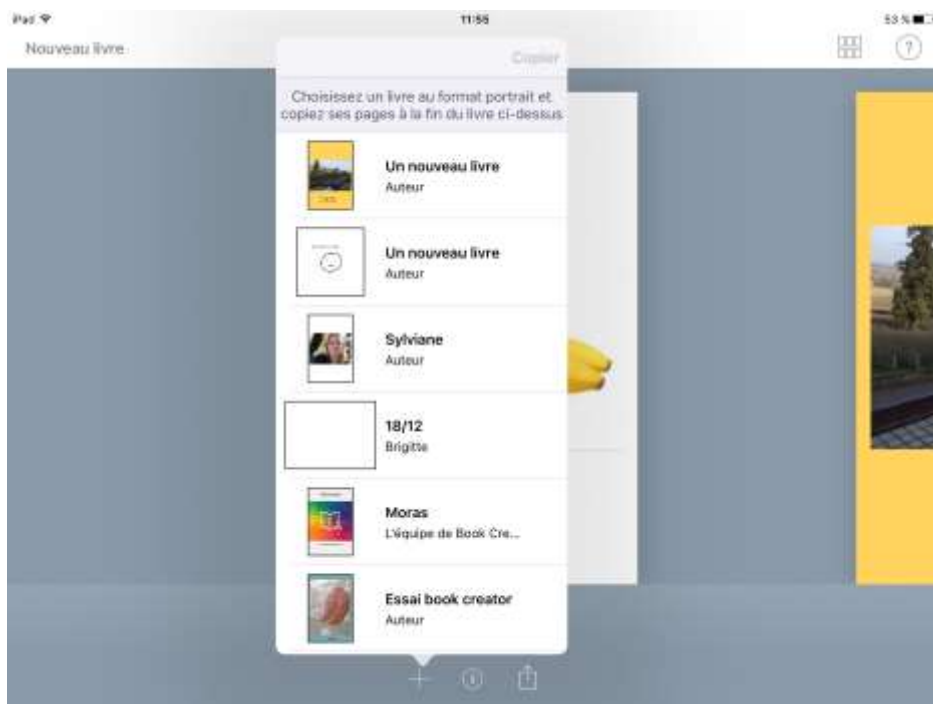 iPad
11:55
53 %
Nouveau livre
?
Copier
Choisissez un livre au format portrait et
copiez ses pages à la fin du livre ci-dessus
Un nouveau livre
Auteur
Un nouveau livre
Auteur
Sylviane
Auteur
18/12
Brigitte
Moras
L'équipe de Book Cre...
Essai book creator
Auteur